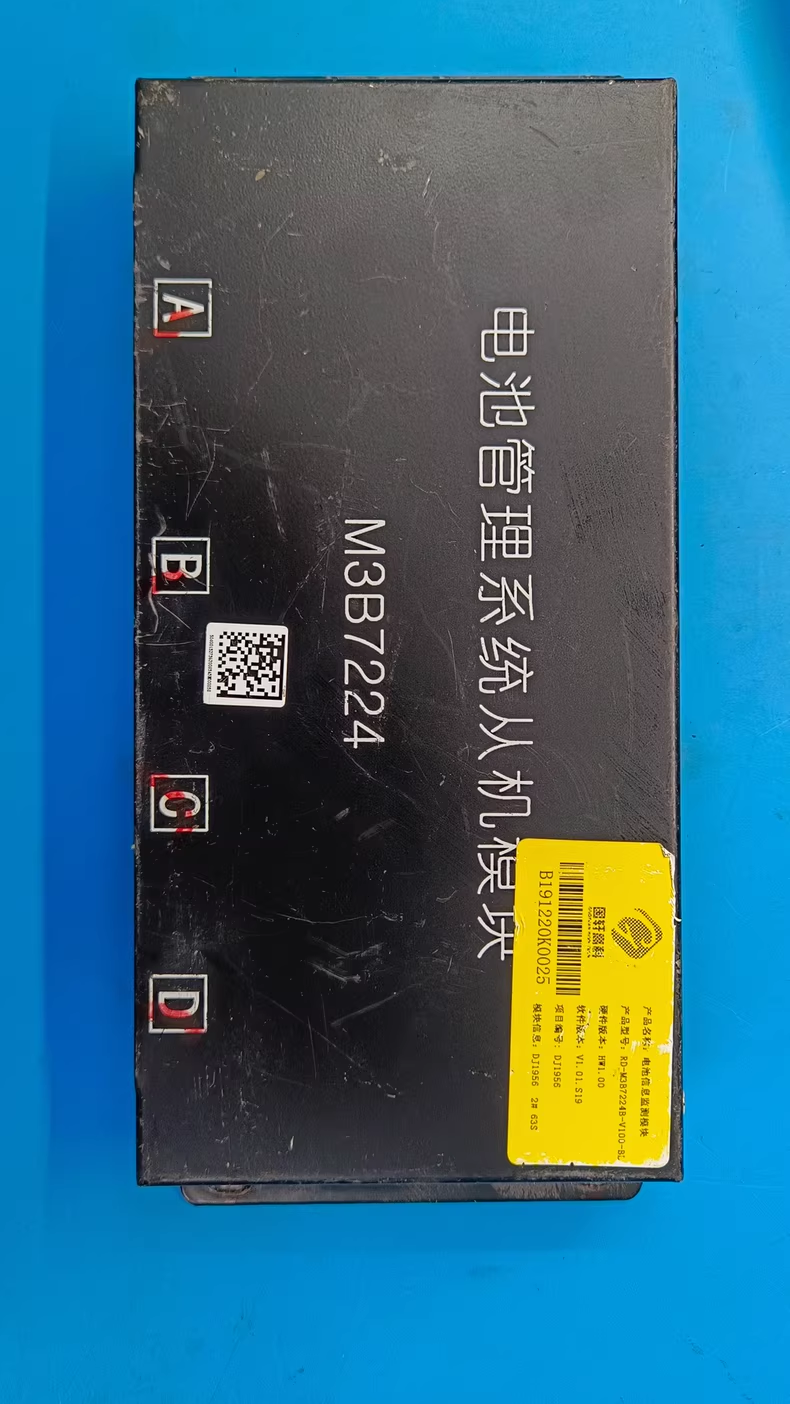 电池管理系统从机模块
M3B7224
A
B
C
D
国轩高科
B191220K0025
产品名称: 电池信息监测模块
产品型号: RD-M3B7224B-V100-B
硬件版本: HW1.00
软件版本: V1.01.S19
项目编号: DJ1956
模块信息: DJ1956 2# 63S